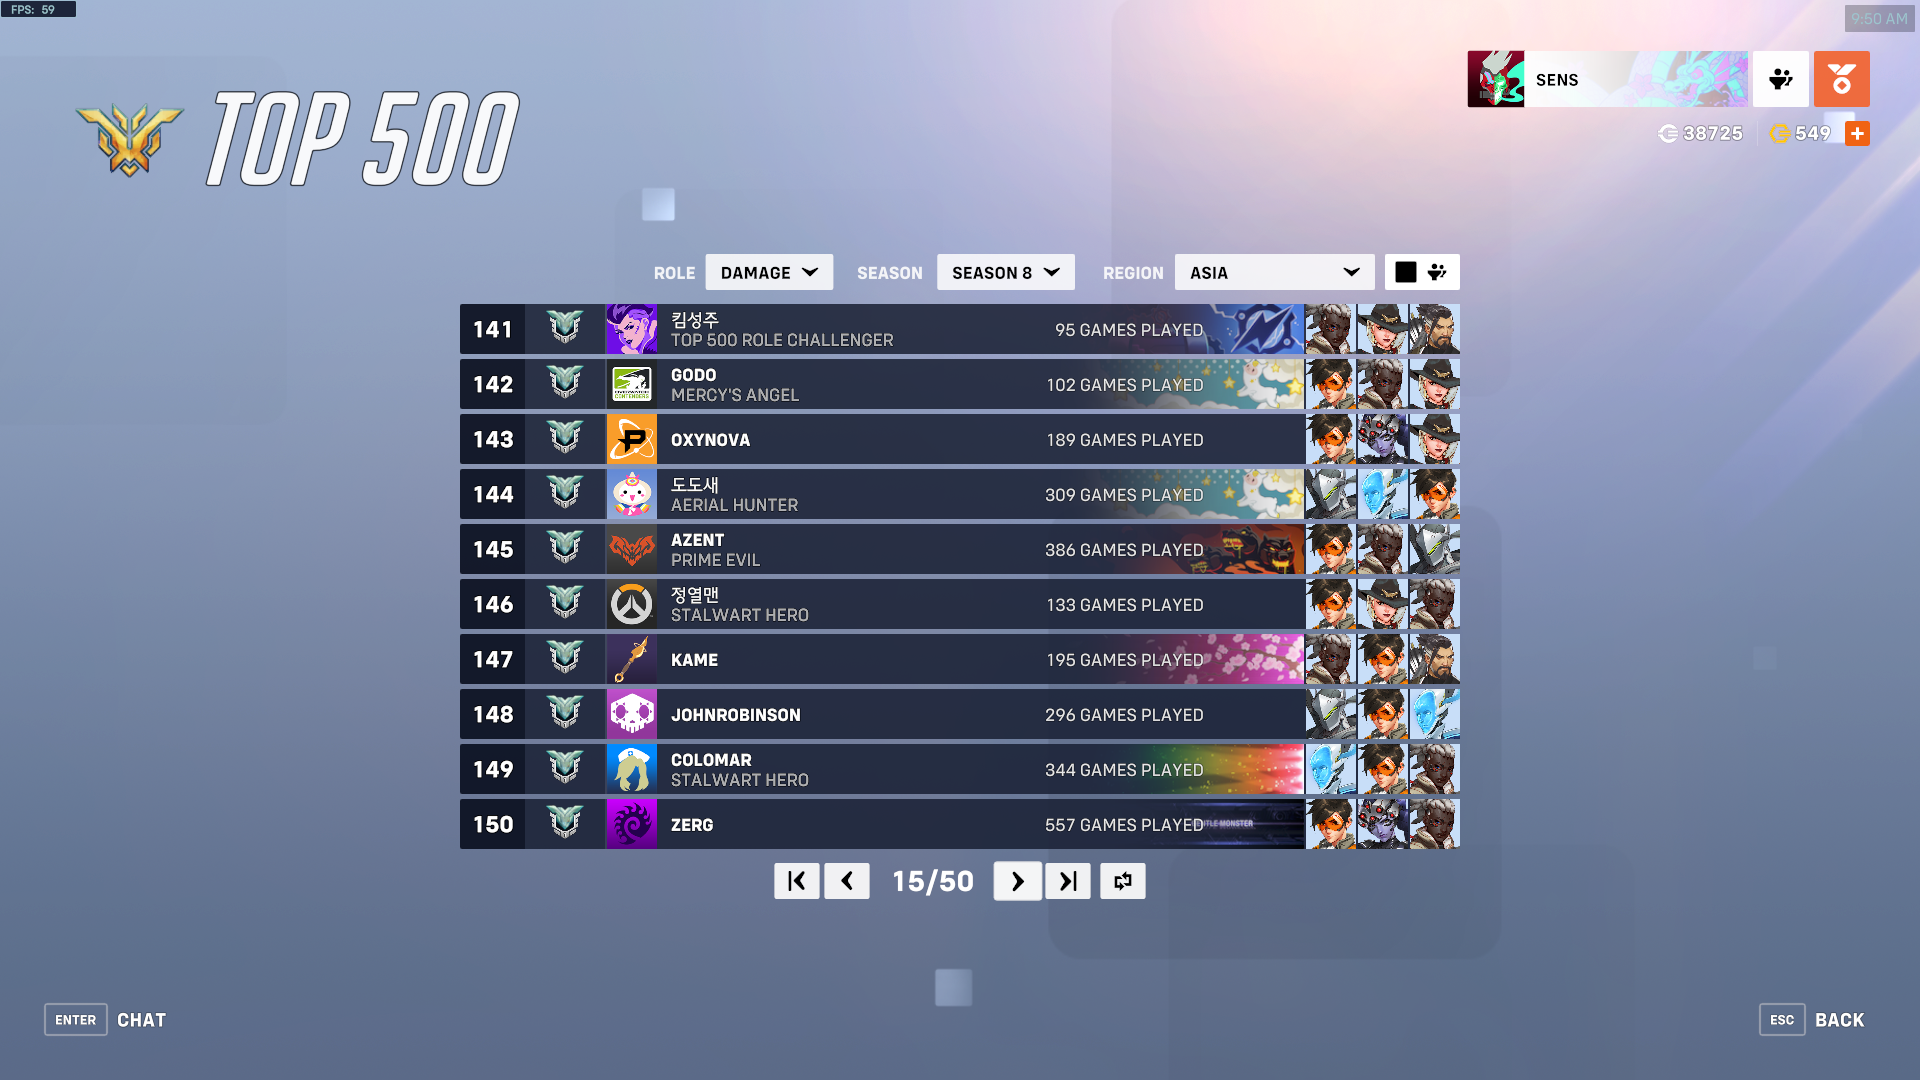 FPS: 59
9:50 AM
TOP 500
SENS
38725
549
ROLE DAMAGE SEASON SEASON 8 REGION ASIA
141 킴성주 95 GAMES PLAYED
TOP 500 ROLE CHALLENGER
142 GODO 102 GAMES PLAYED
MERCY'S ANGEL
143 OXYNOVA 189 GAMES PLAYED
144 도도새 309 GAMES PLAYED
AERIAL HUNTER
145 AZENT 386 GAMES PLAYED
PRIME EVIL
146 정열맨 133 GAMES PLAYED
STALWART HERO
147 KAME 195 GAMES PLAYED
148 JOHNROBINSON 296 GAMES PLAYED
149 COLOMAR 344 GAMES PLAYED
STALWART HERO
150 ZERG 557 GAMES PLAYED
MONSTER
15/50
ENTER CHAT
ESC BACK